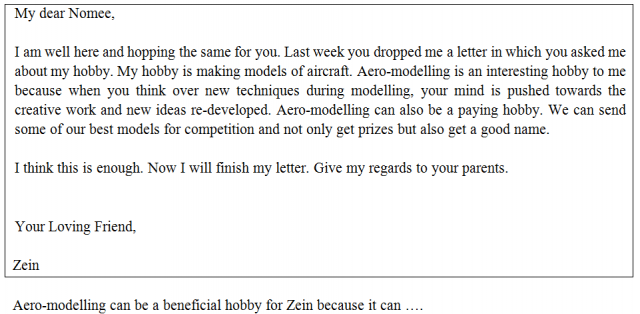 My dear Nomee,
I am well here and hopping the same for you. Last week you dropped me a letter in which you asked me
about my hobby. My hobby is making models of aircraft. Aero-modelling is an interesting hobby to me
because when you think over new techniques during modelling, your mind is pushed towards the
creative work and new ideas re-developed. Aero-modelling can also be a paying hobby. We can send
some of our best models for competition and not only get prizes but also get a good name.
I think this is enough. Now I will finish my letter. Give my regards to your parents.
Your Loving Friend,
Zein
Aero-modelling can be a beneficial hobby for Zein because it can ….